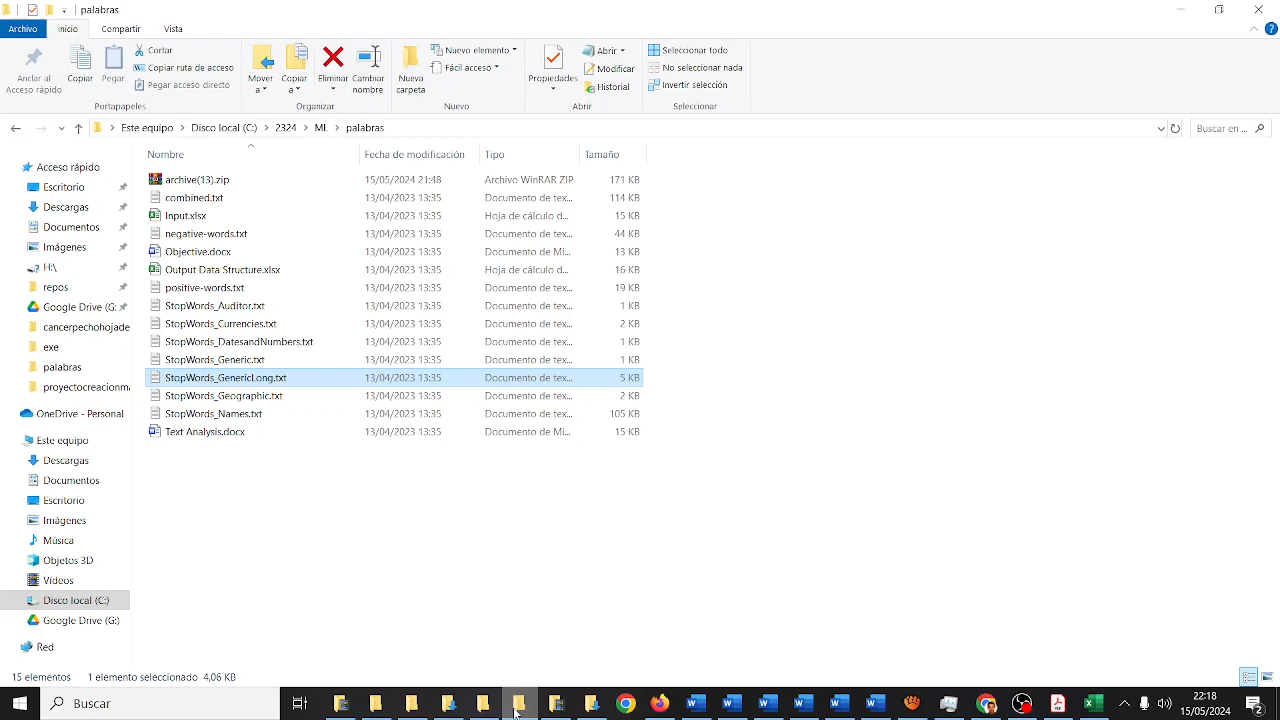 palabras
Archivo Inicio Compartir Vista
Anclar al Acceso rápido
Copiar
Pegar
Cortar
Copiar ruta de acceso
Pegar acceso directo
Portapapeles
Mover a
Copiar a
Eliminar
Cambiar nombre
Organizar
Nueva carpeta
Nuevo elemento
Fácil acceso
Nuevo
Propiedades
Abrir
Modificar
Historial
Abrir
Seleccionar todo
No seleccionar nada
Invertir selección
Seleccionar
Este equipo > Disco local (C:) > 2324 > ML > palabras
Buscar en ...
Acceso rápido
Escritorio
Descargas
Documentos
Imágenes
H:\
repos
Google Drive (G:
cancerpechohojade
exe
palabras
proyectocreacionma
OneDrive - Personal
Este equipo
Descargas
Documentos
Escritorio
Imágenes
Música
Objetos 3D
Vídeos
Disco local (C:)
Google Drive (G:)
Red
Nombre Fecha de modificación Tipo Tamaño
archive(13).zip 15/05/2024 21:48 Archivo WinRAR ZIP 171 KB
combined.txt 13/04/2023 13:35 Documento de tex... 114 KB
Input.xlsx 13/04/2023 13:35 Hoja de cálculo d... 15 KB
negative-words.txt 13/04/2023 13:35 Documento de tex... 44 KB
Objective.docx 13/04/2023 13:35 Documento de Mi... 13 KB
Output Data Structure.xlsx 13/04/2023 13:35 Hoja de cálculo d... 16 KB
positive-words.txt 13/04/2023 13:35 Documento de tex... 19 KB
StopWords_Auditor.txt 13/04/2023 13:35 Documento de tex... 1 KB
StopWords_Currencies.txt 13/04/2023 13:35 Documento de tex... 2 KB
StopWords_DatesandNumbers.txt 13/04/2023 13:35 Documento de tex... 1 KB
StopWords_Generic.txt 13/04/2023 13:35 Documento de tex... 1 KB
StopWords_GenericLong.txt 13/04/2023 13:35 Documento de tex... 5 KB
StopWords_Geographic.txt 13/04/2023 13:35 Documento de tex... 2 KB
StopWords_Names.txt 13/04/2023 13:35 Documento de tex... 105 KB
Text Analysis.docx 13/04/2023 13:35 Documento de Mi... 15 KB
15 elementos 1 elemento seleccionado 4,06 KB
Buscar
22:18
15/05/2024
2